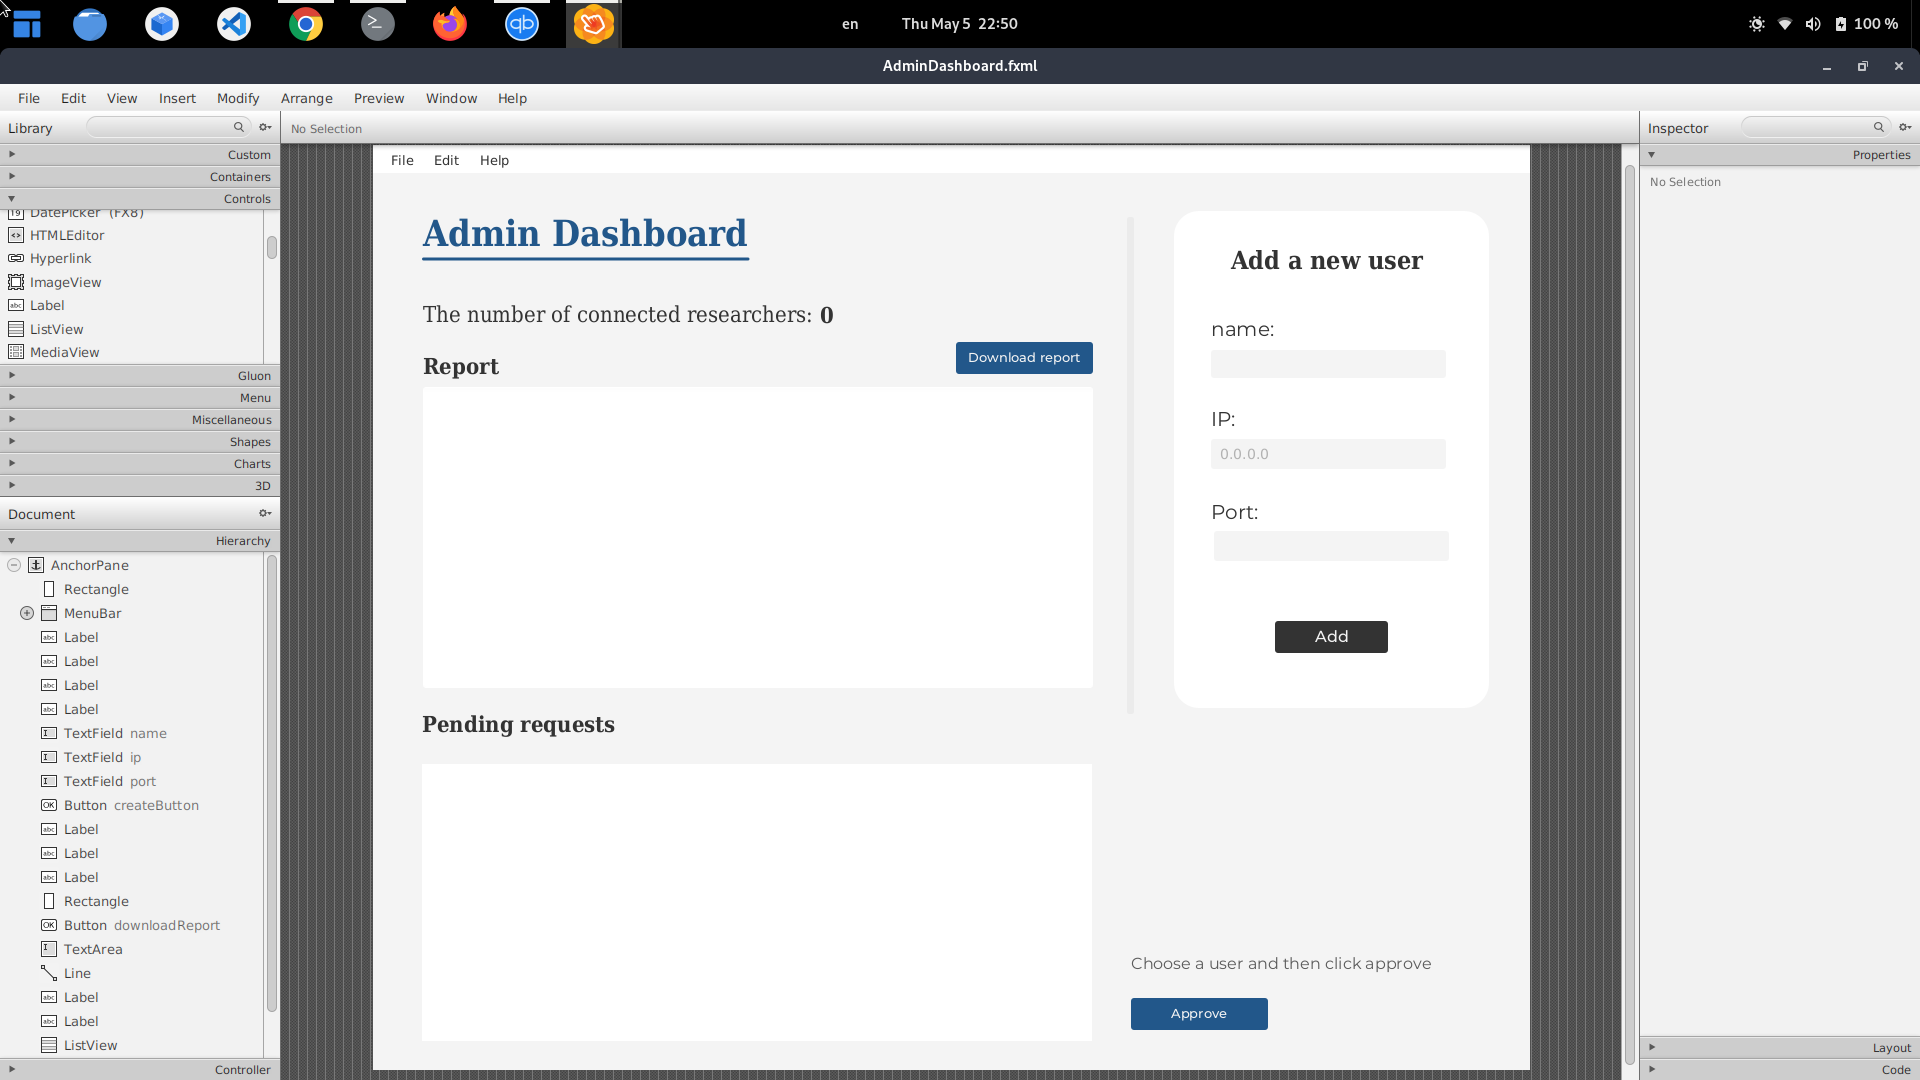 en
Thu May 5 22:50
100 %
AdminDashboard.fxml
File Edit View Insert Modify Arrange Preview Window Help
Library
No Selection
Inspector
Custom
Containers
Controls
DatePicker (FX8)
HTMLEditor
Hyperlink
ImageView
Label
ListView
MediaView
Gluon
Menu
Miscellaneous
Shapes
Charts
3D
Document
Hierarchy
AnchorPane
Rectangle
MenuBar
Label
Label
Label
Label
TextField name
TextField ip
TextField port
Button createButton
Label
Label
Label
Rectangle
Button downloadReport
TextArea
Line
Label
Label
ListView
Controller
File Edit Help
Admin Dashboard
The number of connected researchers: 0
Report
Download report
Pending requests
Add a new user
name:
IP:
0.0.0.0
Port:
Add
Choose a user and then click approve
Approve
Properties
No Selection
Layout
Code